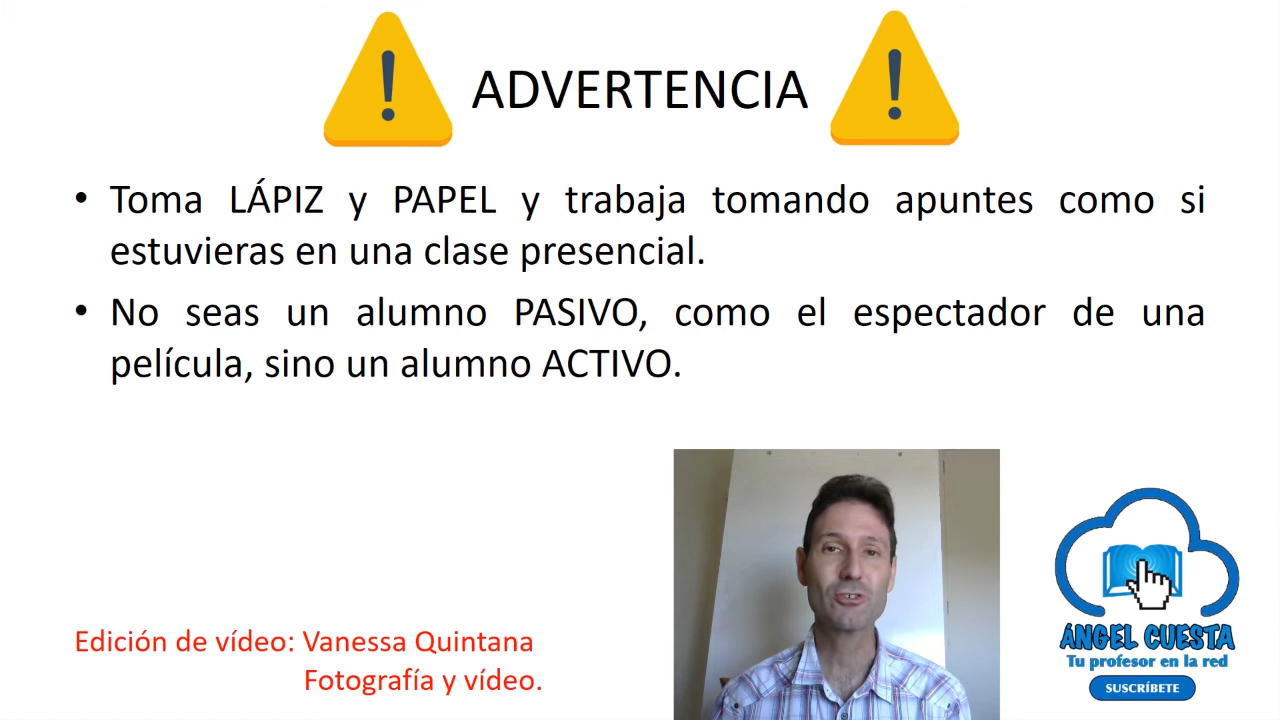 ADVERTENCIA
• Toma LÁPIZ y PAPEL y trabaja tomando apuntes como si
estuvieras en una clase presencial.
• No seas un alumno PASIVO, como el espectador de una
película, sino un alumno ACTIVO.
Edición de vídeo: Vanessa Quintana
Fotografía y vídeo.
ÁNGEL CUESTA
Tu profesor en la red
SUSCRÍBETE